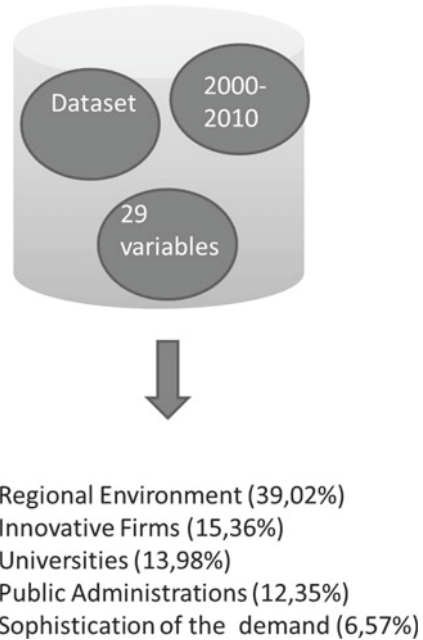 Dataset
2000-
2010
29
variables
Regional Environment (39,02%)
Innovative Firms (15,36%)
Universities (13,98%)
Public Administrations (12,35%)
Sophistication of the demand (6,57%)